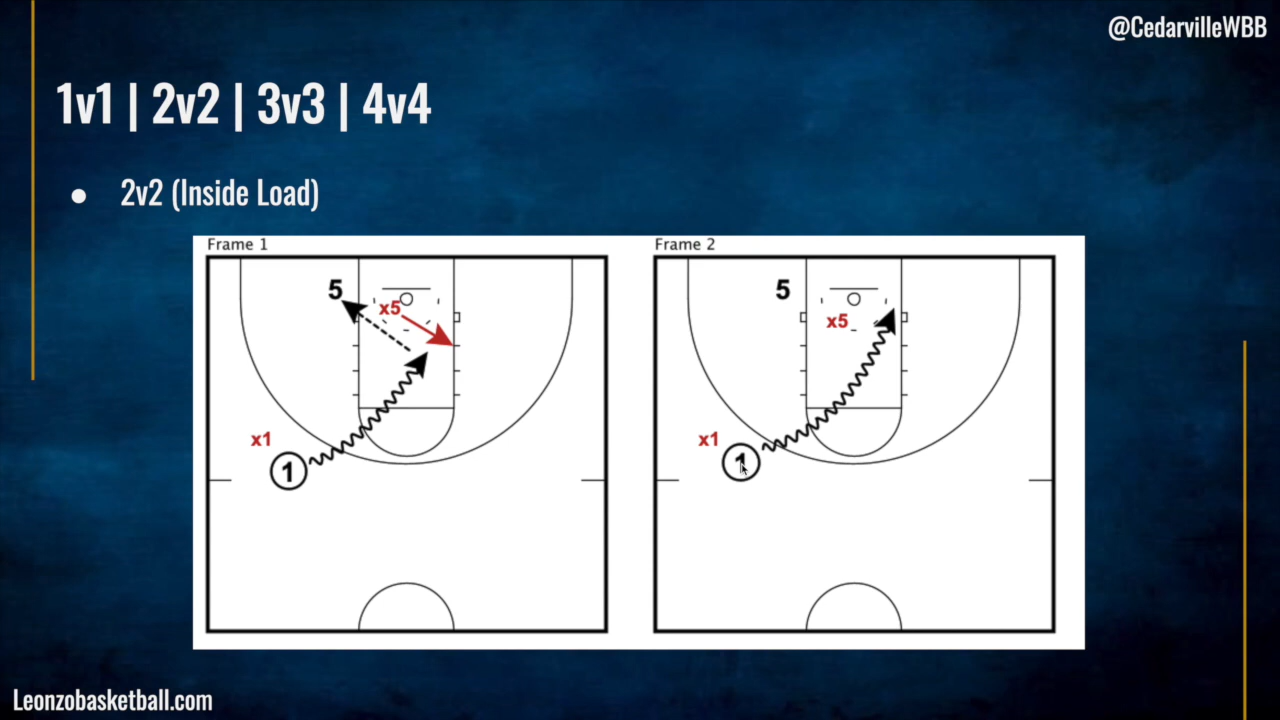 @CedarvilleWBB
1v1 | 2v2 | 3v3 | 4v4
● 2v2 (Inside Load)
Frame 1
Frame 2
5
x5
x1
1
5
x5
x1
1
Leonzobasketball.com